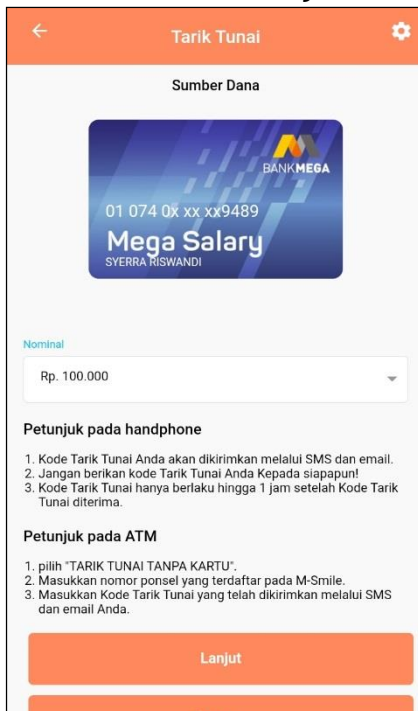 Tarik Tunai
Sumber Dana
BANKMEGA
01 074 0x xx xx9489
Mega Salary
SYERRA RISWANDI
Nominal
Rp. 100.000
Petunjuk pada handphone
1. Kode Tarik Tunai Anda akan dikirimkan melalui SMS dan email.
2. Jangan berikan kode Tarik Tunai Anda Kepada siapapun!
3. Kode Tarik Tunai hanya berlaku hingga 1 jam setelah Kode Tarik
Tunai diterima.
Petunjuk pada ATM
1. pilih "TARIK TUNAI TANPA KARTU".
2. Masukkan nomor ponsel yang terdaftar pada M-Smile.
3. Masukkan Kode Tarik Tunai yang telah dikirimkan melalui SMS
dan email Anda.
Lanjut